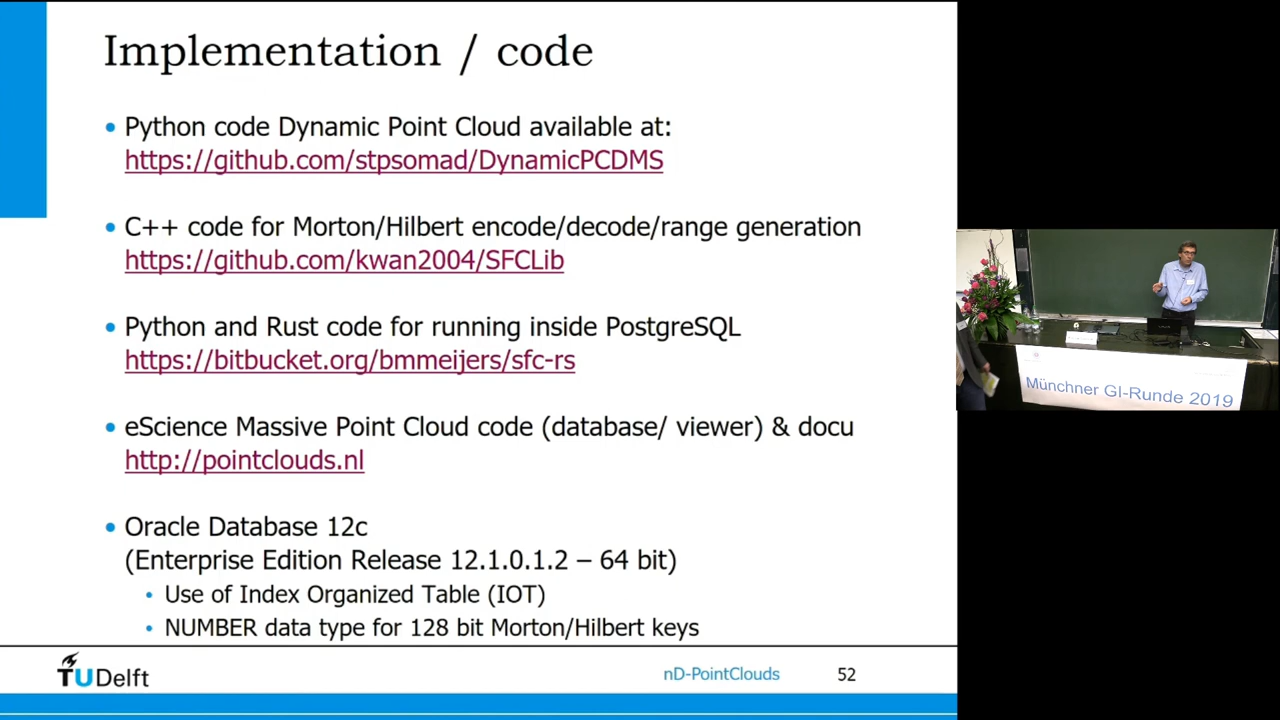 Implementation / code
• Python code Dynamic Point Cloud available at:
https://github.com/stpsomad/DynamicPCDMS
• C++ code for Morton/Hilbert encode/decode/range generation
https://github.com/kwan2004/SFCLib
• Python and Rust code for running inside PostgreSQL
https://bitbucket.org/bmmeijers/sfc-rs
• eScience Massive Point Cloud code (database/ viewer) & docu
http://pointclouds.nl
• Oracle Database 12c
(Enterprise Edition Release 12.1.0.1.2 – 64 bit)
• Use of Index Organized Table (IOT)
• NUMBER data type for 128 bit Morton/Hilbert keys
TUDelft
nD-PointClouds
52
Münchner GI-Runde 2019